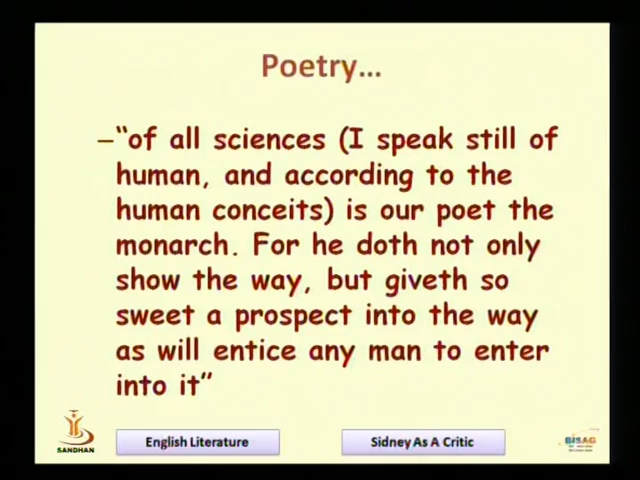 Poetry...
–"of all sciences (I speak still of
human, and according to the
human conceits) is our poet the
monarch. For he doth not only
show the way, but giveth so
sweet a prospect into the way
as will entice any man to enter
into it"
SANDHAN
English Literature
Sidney As A Critic
BISAG